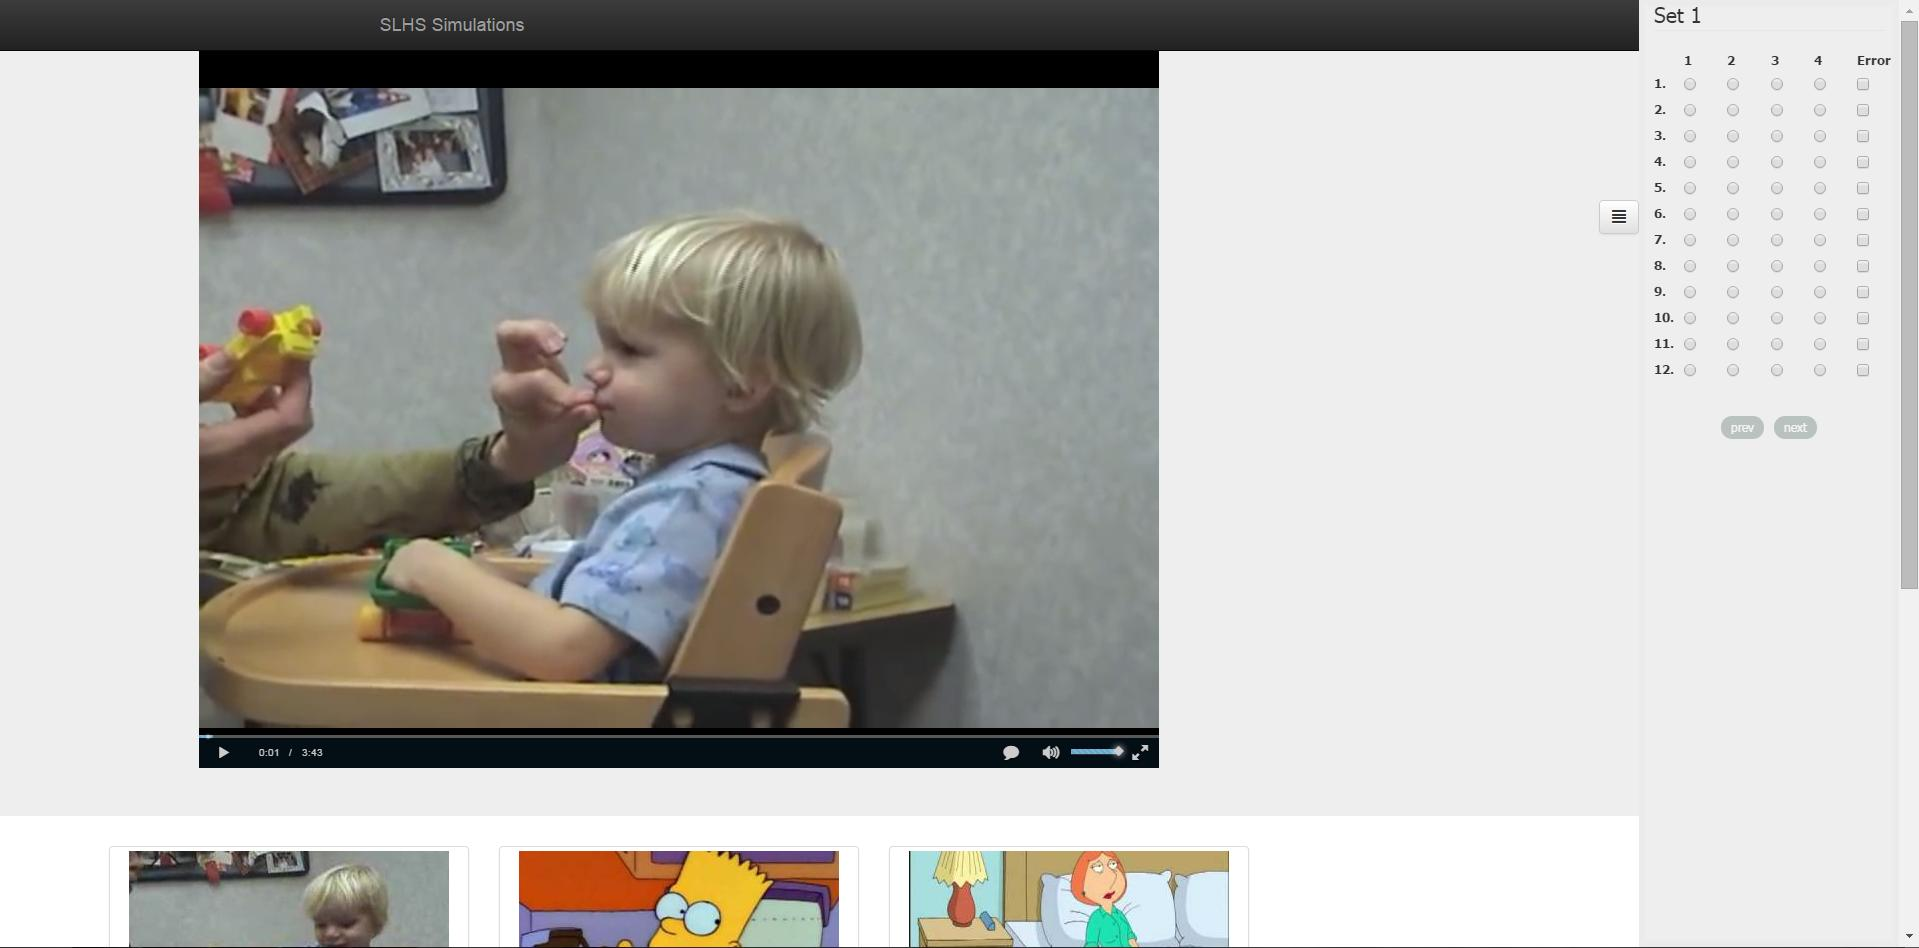 SLHS Simulations
Set 1
1 2 3 4 Error
1.
2.
3.
4.
5.
6.
7.
8.
9.
10.
11.
12.
prev next
0:01 / 3:43